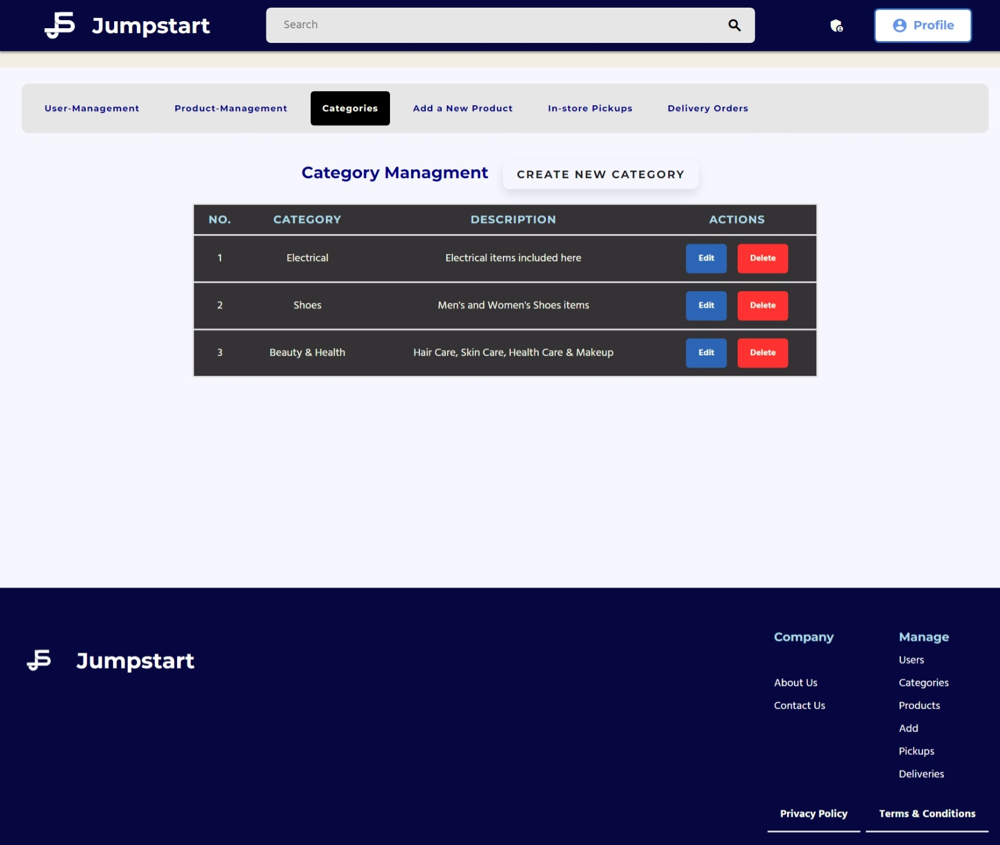 Jumpstart
Search
Profile
User-Management
Product-Management
Categories
Add a New Product
In-store Pickups
Delivery Orders
Category Managment
CREATE NEW CATEGORY
NO. CATEGORY DESCRIPTION ACTIONS
1 Electrical Electrical items included here Edit Delete
2 Shoes Men's and Women's Shoes items Edit Delete
3 Beauty & Health Hair Care, Skin Care, Health Care & Makeup Edit Delete
Jumpstart
Company
About Us
Contact Us
Manage
Users
Categories
Products
Add
Pickups
Deliveries
Privacy Policy
Terms & Conditions